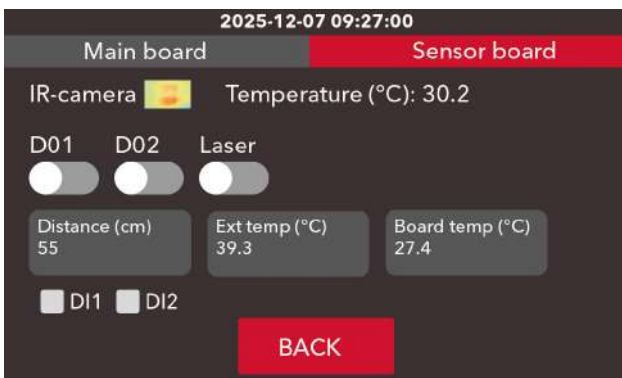 2025-12-07 09:27:00
Main board
Sensor board
IR-camera
Temperature (°C): 30.2
D01 D02 Laser
Distance (cm)
55
Ext temp (°C)
39.3
Board temp (°C)
27.4
DI1 DI2
BACK